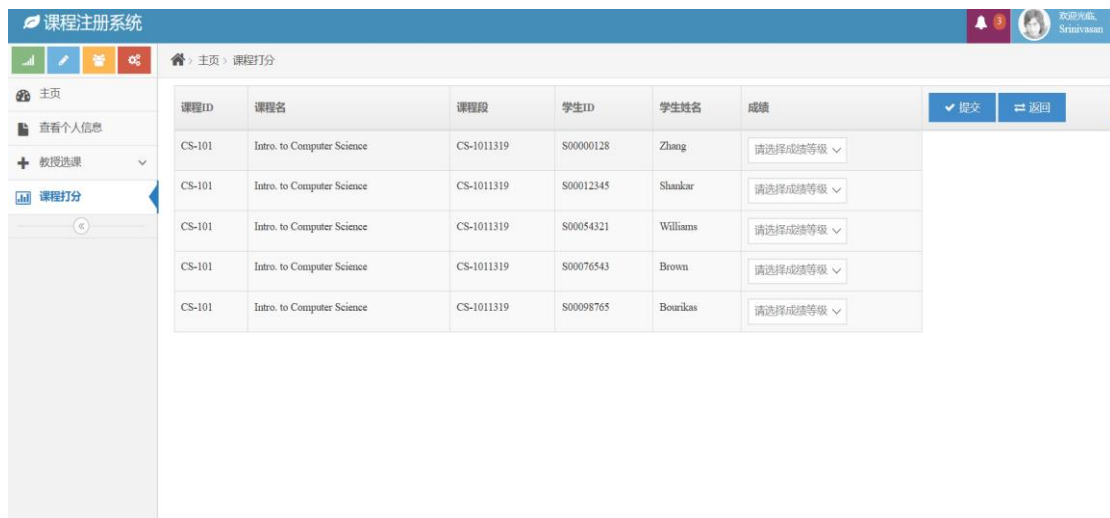 课程注册系统
3
欢迎光临,
Srinivasan
主页 > 课程打分
主页
查看个人信息
教授选课
课程打分
课程ID 课程名 课程段 学生ID 学生姓名 成绩
提交 返回
CS-101 Intro. to Computer Science CS-1011319 S00000128 Zhang 请选择成绩等级
CS-101 Intro. to Computer Science CS-1011319 S00012345 Shankar 请选择成绩等级
CS-101 Intro. to Computer Science CS-1011319 S00054321 Williams 请选择成绩等级
CS-101 Intro. to Computer Science CS-1011319 S00076543 Brown 请选择成绩等级
CS-101 Intro. to Computer Science CS-1011319 S00098765 Bourikas 请选择成绩等级